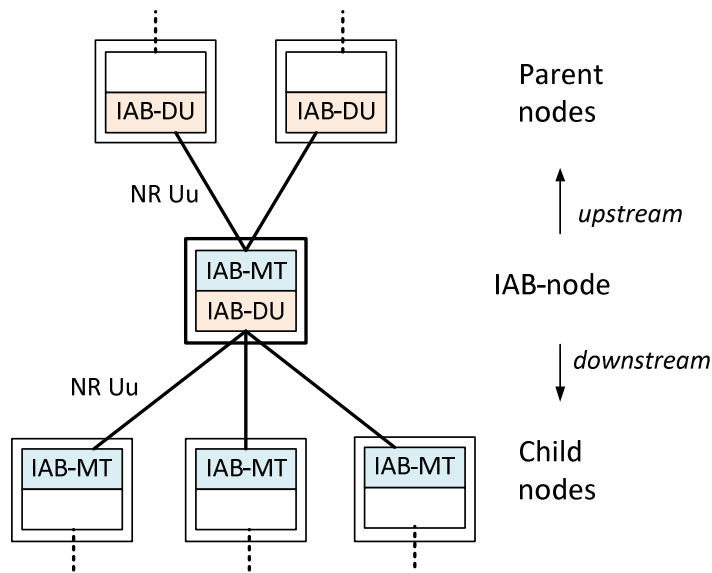 IAB-DU
IAB-DU
Parent
nodes
NR Uu
upstream
IAB-MT
IAB-DU
IAB-node
downstream
NR Uu
IAB-MT
IAB-MT
IAB-MT
Child
nodes